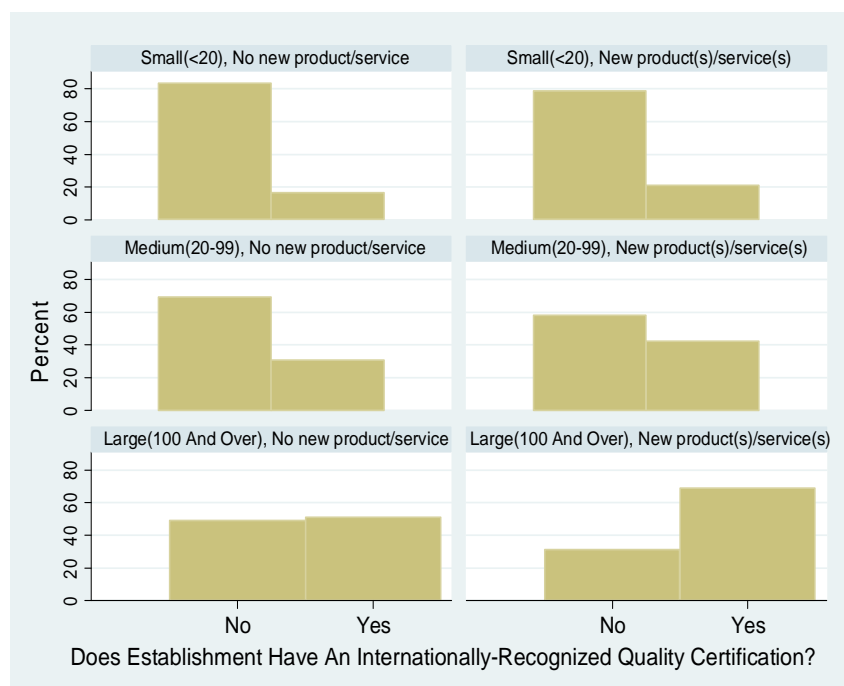 Small(<20), No new product/service
Small(<20), New product(s)/service(s)
80
60
40
20
0
Medium(20-99), No new product/service
Medium(20-99), New product(s)/service(s)
80
60
40
20
0
Percent
Large(100 And Over), No new product/service
Large(100 And Over), New product(s)/service(s)
80
60
40
20
0
No
Yes
No
Yes
Does Establishment Have An Internationally-Recognized Quality Certification?